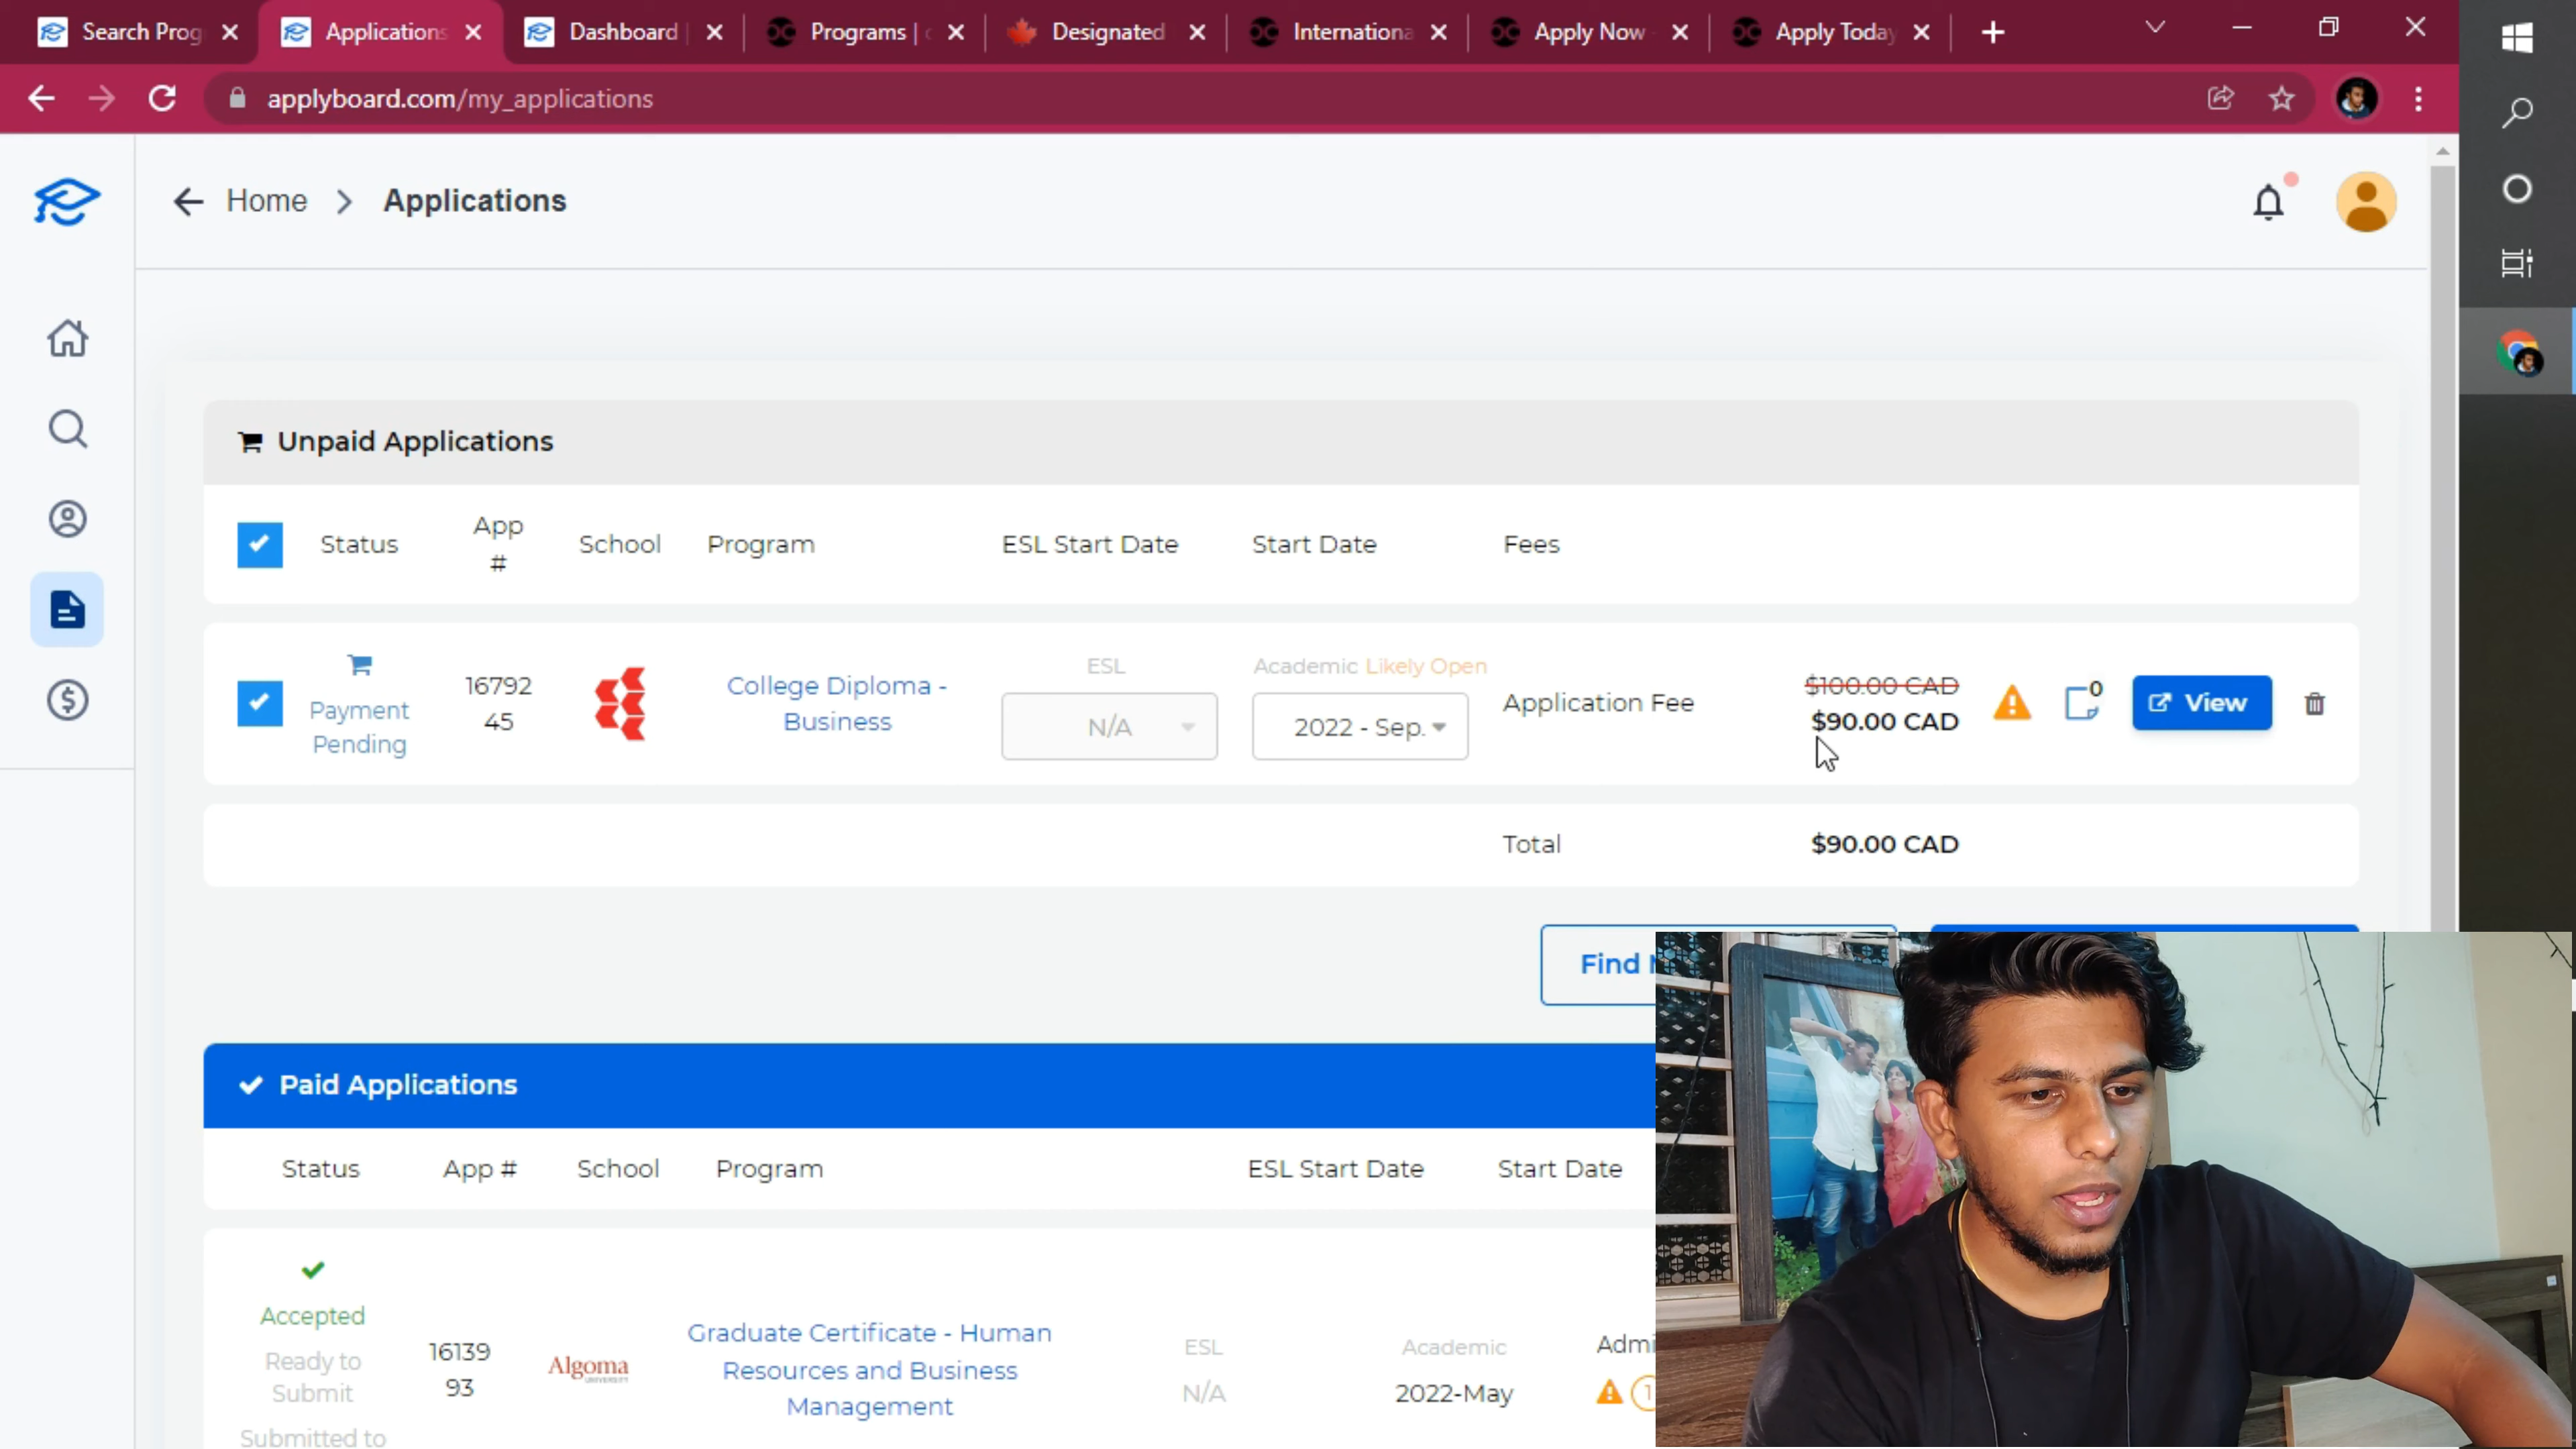 Search Prog
Applications
Dashboard |
Programs |
Designated
Internationa
Apply Now
Apply Today
applyboard.com/my_applications
Home > Applications
Unpaid Applications
Status
App
#
School
Program
ESL Start Date
Start Date
Fees
Payment
Pending
16792
45
College Diploma -
Business
ESL
N/A
Academic Likely Open
2022 - Sep.
Application Fee
$100.00 CAD
$90.00 CAD
0
View
Total
$90.00 CAD
Find
Paid Applications
Status
App #
School
Program
ESL Start Date
Start Date
Accepted
Ready to
Submit
Submitted to
16139
93
Algoma
UNIVERSITY
Graduate Certificate - Human
Resources and Business
Management
ESL
N/A
Academic
2022-May
Admi
1